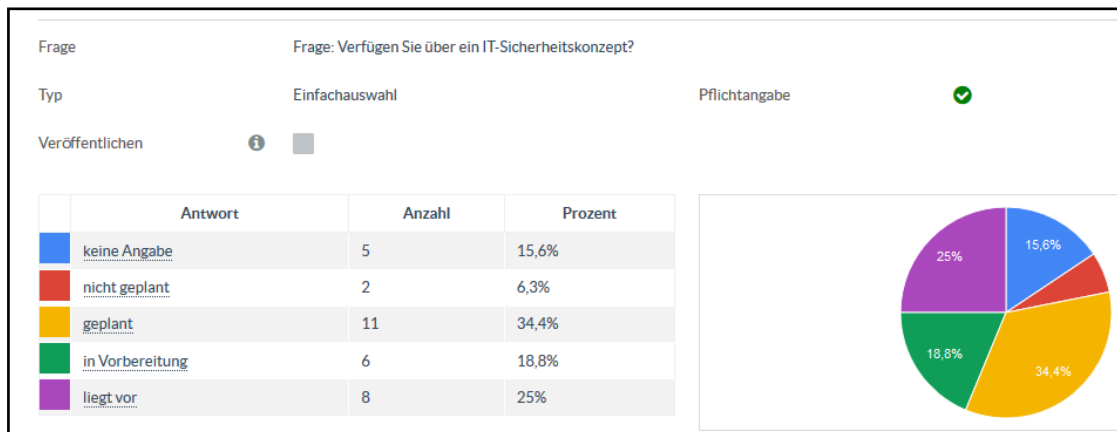 Frage Frage: Verfügen Sie über ein IT-Sicherheitskonzept?
Typ Einfachauswahl Pflichtangabe
Veröffentlichen
Antwort Anzahl Prozent
keine Angabe 5 15,6%
nicht geplant 2 6,3%
geplant 11 34,4%
in Vorbereitung 6 18,8%
liegt vor 8 25%
15,6%
25%
18,8%
34,4%